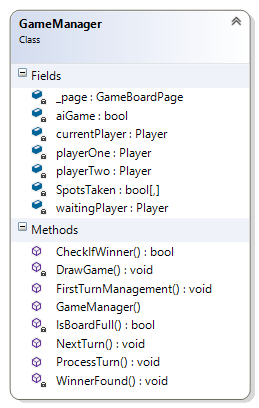 GameManager
Class
Fields
_page : GameBoardPage
aiGame : bool
currentPlayer : Player
playerOne : Player
playerTwo : Player
SpotsTaken : bool[,]
waitingPlayer : Player
Methods
CheckIfWinner() : bool
DrawGame() : void
FirstTurnManagement() : void
GameManager()
IsBoardFull() : bool
NextTurn() : void
ProcessTurn() : void
WinnerFound() : void